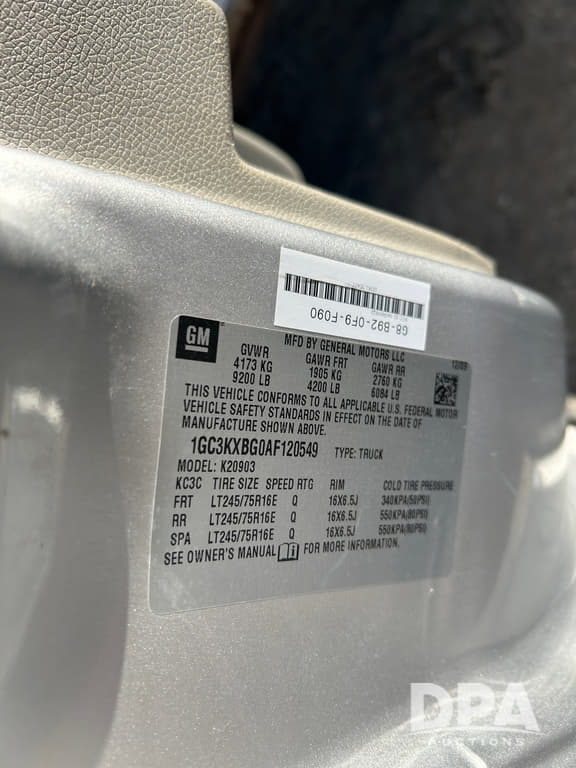 G8-B92-0F9-F090
GM
MFD BY GENERAL MOTORS LLC
12/09
GVWR GAWR FRT GAWR RR
4173 KG 1905 KG 2760 KG
9200 LB 4200 LB 6084 LB
THIS VEHICLE CONFORMS TO ALL APPLICABLE U.S. FEDERAL MOTOR
VEHICLE SAFETY STANDARDS IN EFFECT ON THE DATE OF
MANUFACTURE SHOWN ABOVE.
1GC3KXBG0AF120549 TYPE: TRUCK
MODEL: K20903
KC3C TIRE SIZE SPEED RTG RIM COLD TIRE PRESSURE
FRT LT245/75R16E Q 16X6.5J 340KPA(50PSI)
RR LT245/75R16E Q 16X6.5J 550KPA(80PSI)
SPA LT245/75R16E Q 16X6.5J 550KPA(80PSI)
SEE OWNER'S MANUAL FOR MORE INFORMATION.
DPA
AUCTIONS